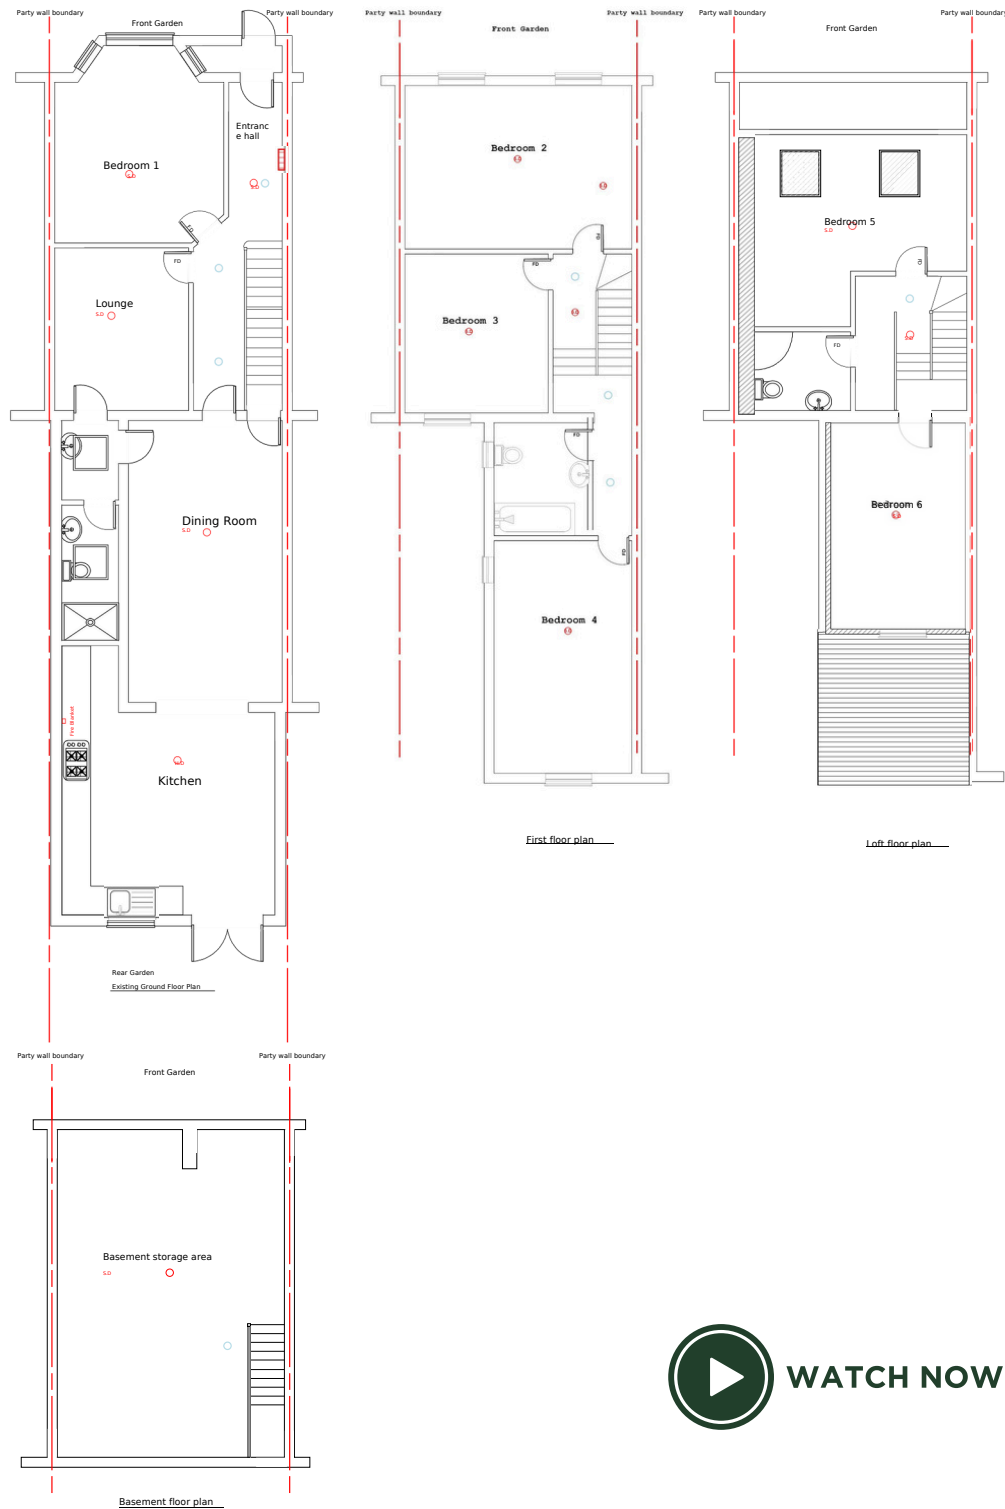 Party wall boundary
Party wall boundary
Front Garden
Entranc
e hall
Bedroom 1
S.D
S.D
FD
FD
Lounge
S.D
Dining Room
S.D
Fire Blanket
H.D
Kitchen
Rear Garden
Existing Ground Floor Plan
Party wall boundary
Party wall boundary
Front Garden
Bedroom 2
S.D
S.D
FD
FD
Bedroom 3
S.D
S.D
FD
FD
Bedroom 4
S.D
First floor plan
Party wall boundary
Party wall boundary
Front Garden
Bedroom 5
S.D
FD
S.D
FD
Bedroom 6
S.D
Loft floor plan
Party wall boundary
Party wall boundary
Front Garden
Basement storage area
S.D
Basement floor plan
WATCH NOW